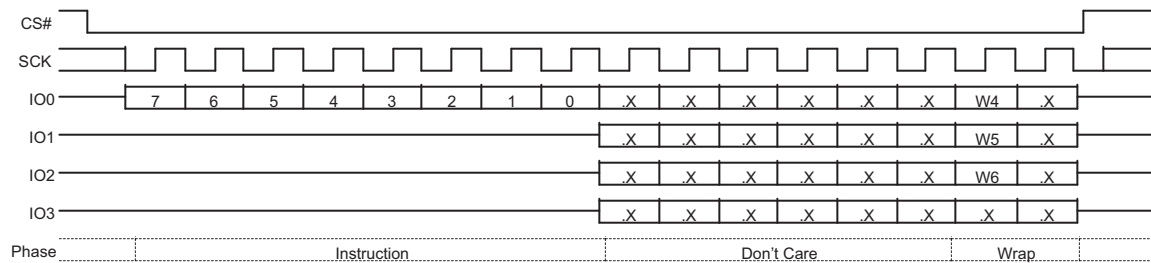 CS#
SCK
IO0 7 6 5 4 3 2 1 0 .X .X .X .X .X .X W4 .X
IO1 .X .X .X .X .X .X W5 .X
IO2 .X .X .X .X .X .X W6 .X
IO3 .X .X .X .X .X .X .X .X
Phase Instruction Don't Care Wrap